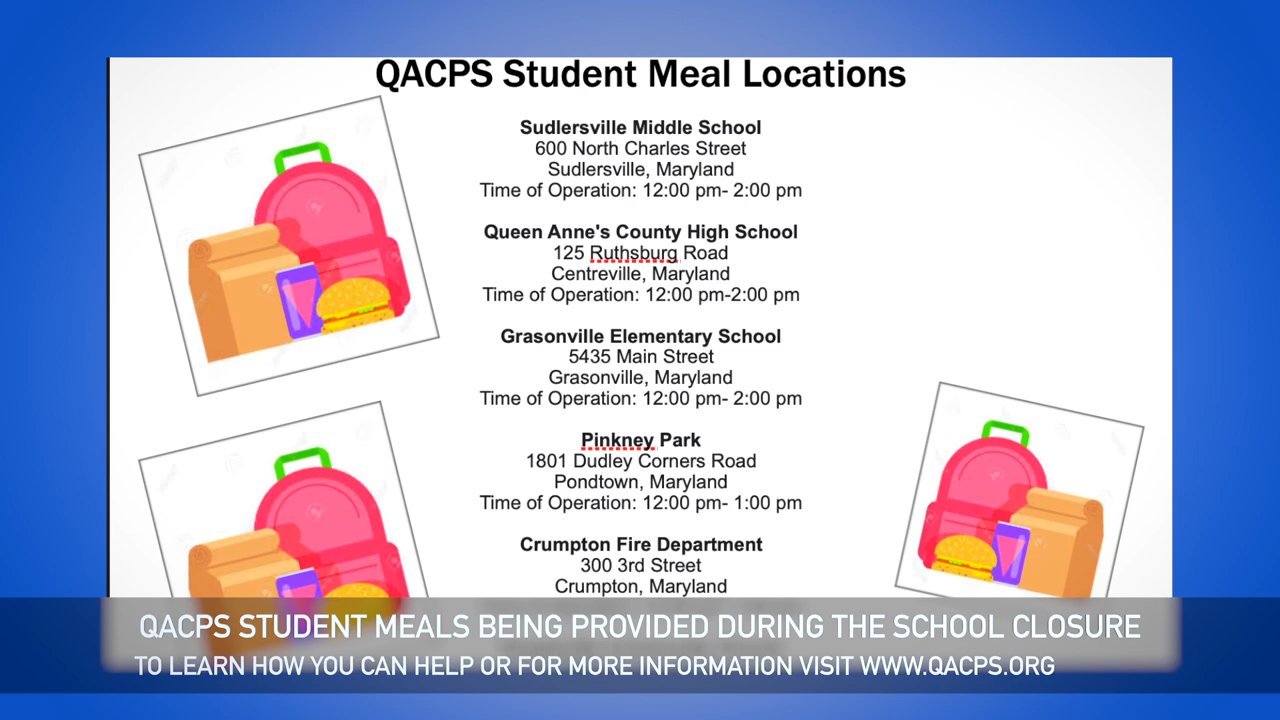 QACPS Student Meal Locations
Sudlersville Middle School
600 North Charles Street
Sudlersville, Maryland
Time of Operation: 12:00 pm- 2:00 pm
Queen Anne's County High School
125 Ruthsburg Road
Centreville, Maryland
Time of Operation: 12:00 pm-2:00 pm
Grasonville Elementary School
5435 Main Street
Grasonville, Maryland
Time of Operation: 12:00 pm- 2:00 pm
Pinkney Park
1801 Dudley Corners Road
Pondtown, Maryland
Time of Operation: 12:00 pm- 1:00 pm
Crumpton Fire Department
300 3rd Street
Crumpton, Maryland
QACPS STUDENT MEALS BEING PROVIDED DURING THE SCHOOL CLOSURE
TO LEARN HOW YOU CAN HELP OR FOR MORE INFORMATION VISIT WWW.QACPS.ORG